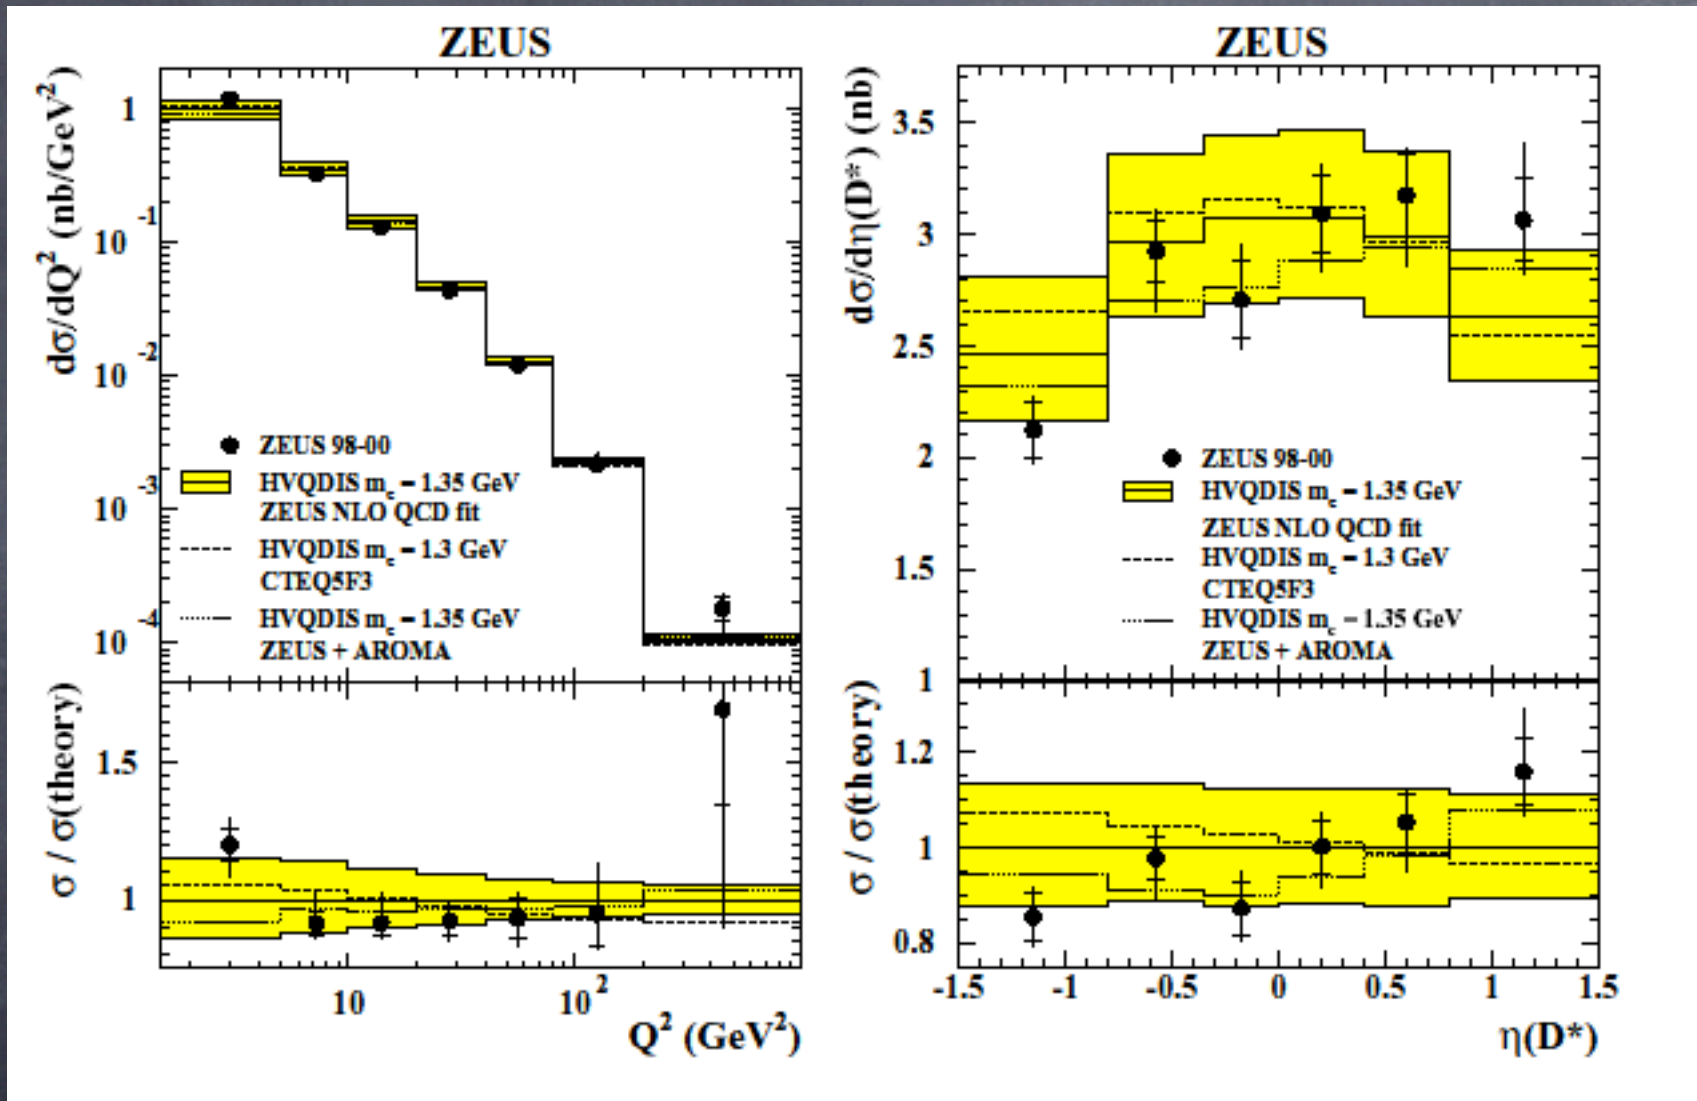 ZEUS
dσ/dQ² (nb/GeV²)
1
10⁻¹
10⁻²
10⁻³
10⁻⁴
ZEUS 98-00
HVQDIS m_c = 1.35 GeV
ZEUS NLO QCD fit
HVQDIS m_c = 1.3 GeV
CTEQ5F3
HVQDIS m_c = 1.35 GeV
ZEUS + AROMA
σ / σ(theory)
1.5
1
10
10²
Q² (GeV²)
ZEUS
dσ/dη(D*) (nb)
3.5
3
2.5
2
1.5
1
ZEUS 98-00
HVQDIS m_c = 1.35 GeV
ZEUS NLO QCD fit
HVQDIS m_c = 1.3 GeV
CTEQ5F3
HVQDIS m_c = 1.35 GeV
ZEUS + AROMA
σ / σ(theory)
1.2
1
0.8
-1.5 -1 -0.5 0 0.5 1 1.5
η(D*)